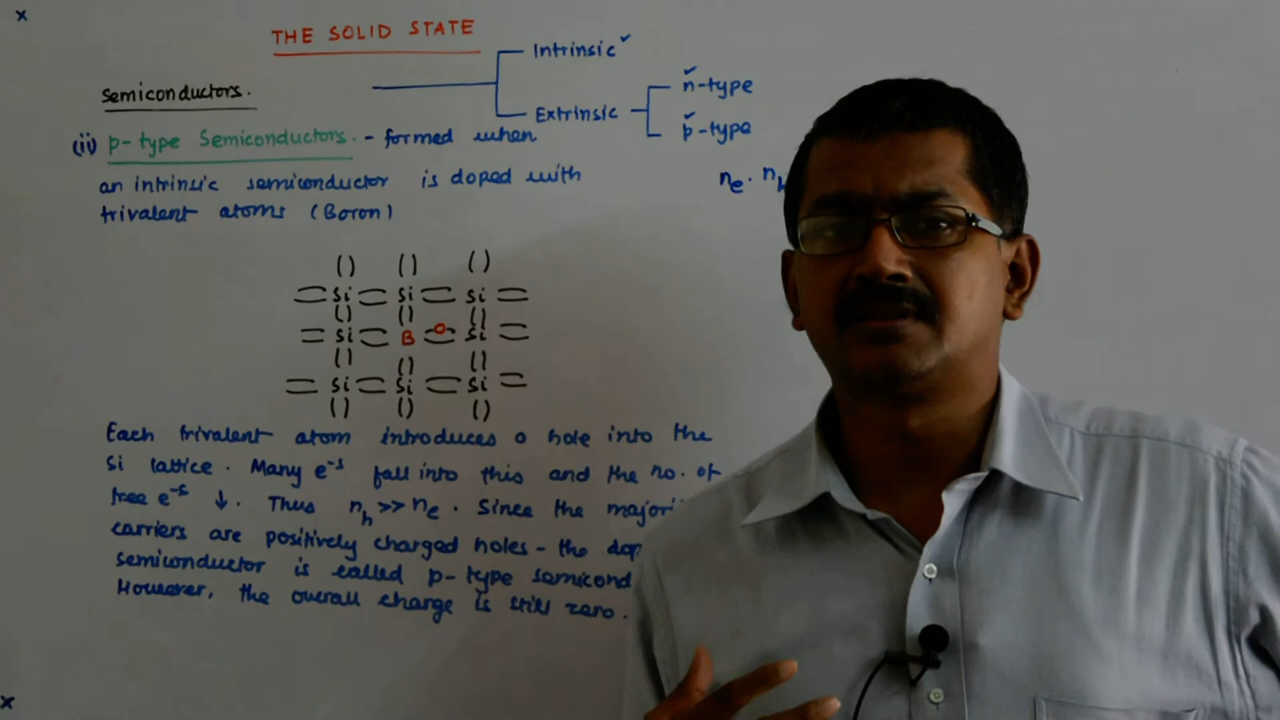 x
THE SOLID STATE
Intrinsic ✓
semiconductors.
n-type
Extrinsic
p-type
(ii) p-type Semiconductors. - formed when
an intrinsic semiconductor is doped with
trivalent atoms (Boron)
ne . nh
Si Si Si
Si B Si
Si Si Si
Each trivalent atom introduces a hole into the
Si lattice. Many e-s fall into this and the no. of
free e-s ↓. Thus nh >> ne. Since the
carriers are positively charged holes - the
semiconductor is called p-type
However, the overall charge is still zero.
x